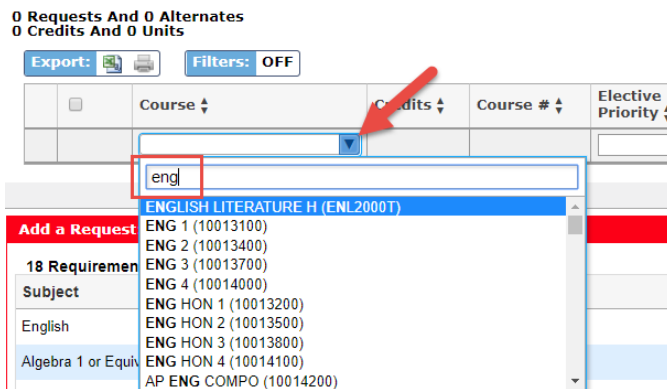 0 Requests And 0 Alternates
0 Credits And 0 Units
Export: Filters: OFF
Course Credits Course # Elective Priority
eng
ENGLISH LITERATURE H (ENL2000T)
Add a Request
ENG 1 (10013100)
ENG 2 (10013400)
18 Requiremen ENG 3 (10013700)
Subject ENG 4 (10014000)
ENG HON 1 (10013200)
English ENG HON 2 (10013500)
ENG HON 3 (10013800)
Algebra 1 or Equiv ENG HON 4 (10014100)
AP ENG COMPO (10014200)